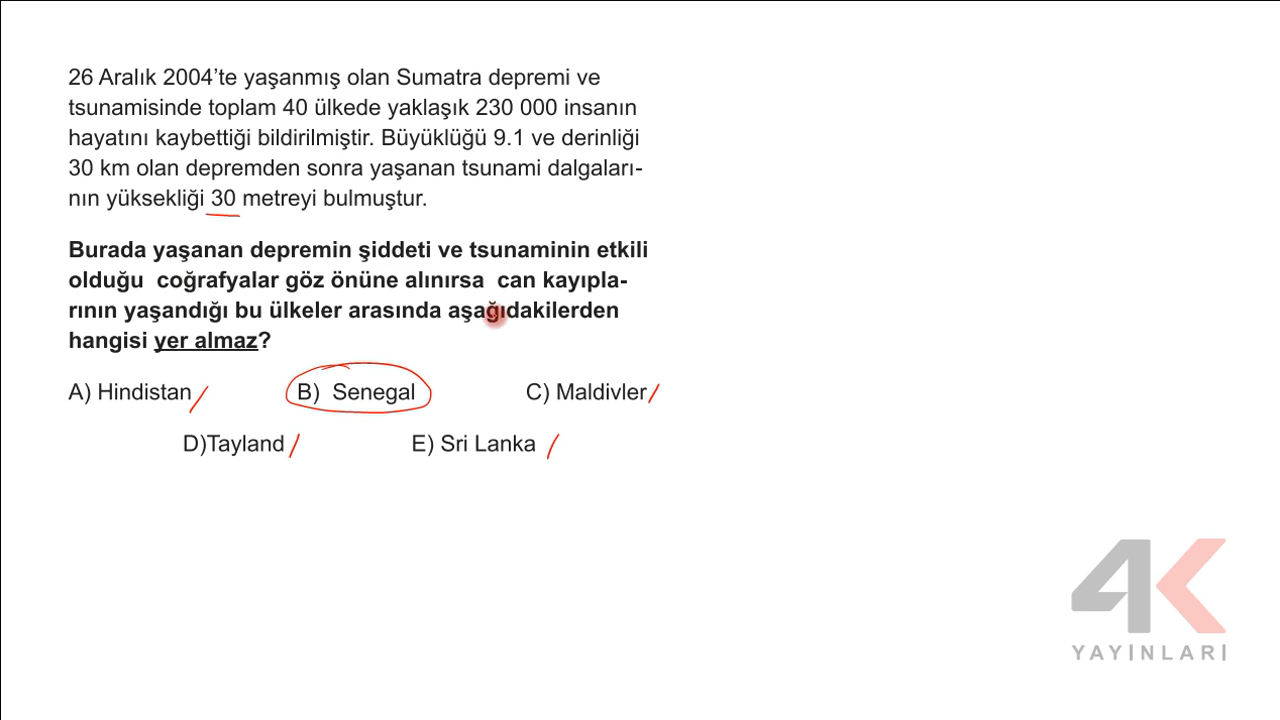 26 Aralık 2004’te yaşanmış olan Sumatra depremi ve
tsunamisinde toplam 40 ülkede yaklaşık 230 000 insanın
hayatını kaybettiği bildirilmiştir. Büyüklüğü 9.1 ve derinliği
30 km olan depremden sonra yaşanan tsunami dalgaları-
nın yüksekliği 30 metreyi bulmuştur.
Burada yaşanan depremin şiddeti ve tsunaminin etkili
olduğu coğrafyalar göz önüne alınırsa can kayıpla-
rının yaşandığı bu ülkeler arasında aşağıdakilerden
hangisi yer almaz?
A) Hindistan B) Senegal C) Maldivler
D)Tayland E) Sri Lanka
4K
YAYINLARI